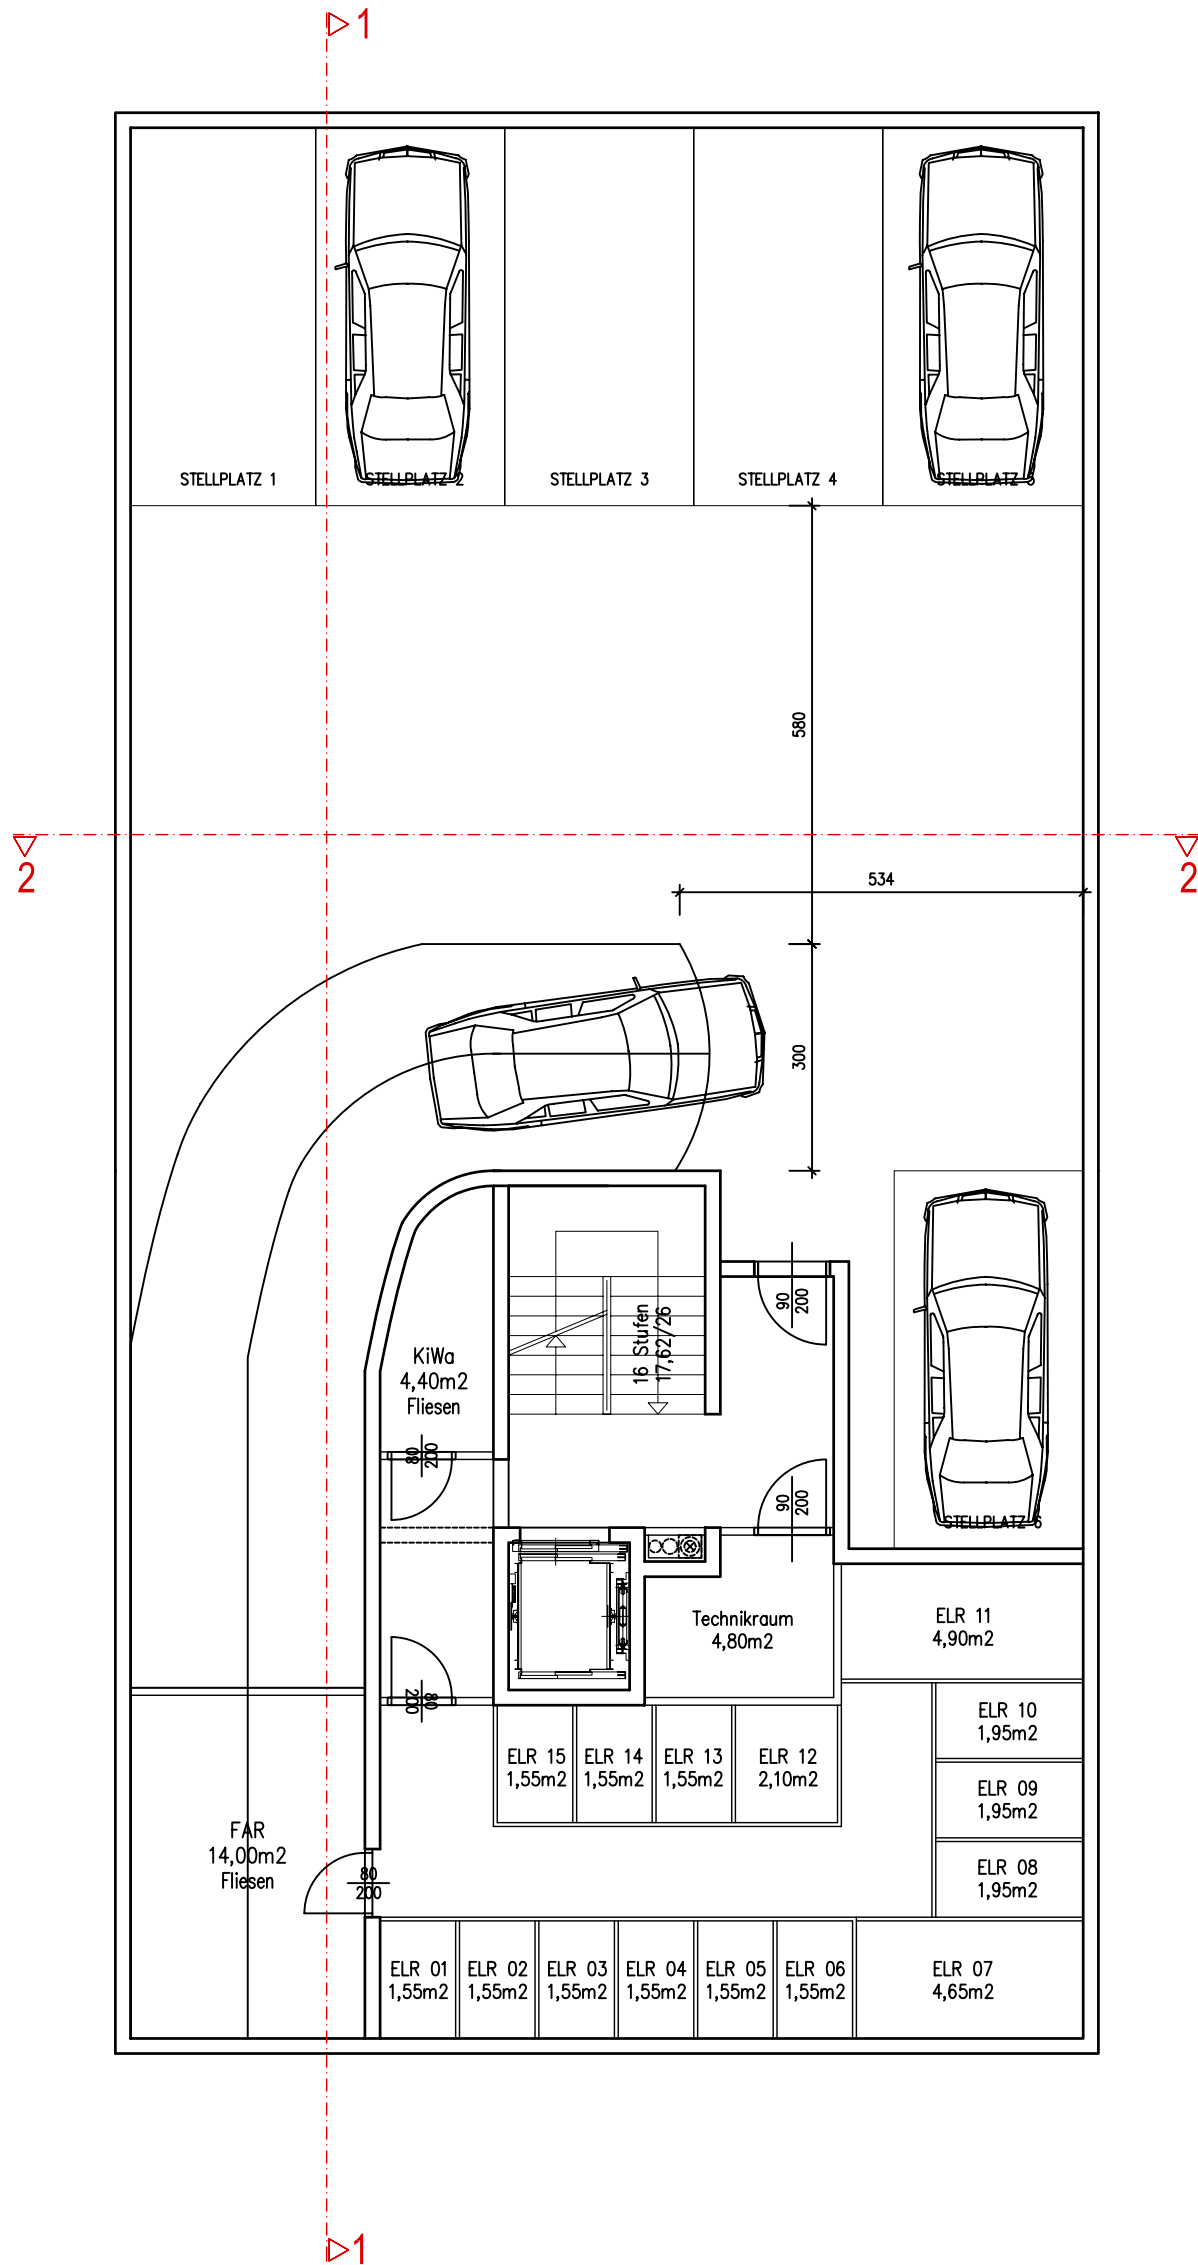 1
STELLPLATZ 1
STELLPLATZ 2
STELLPLATZ 3
STELLPLATZ 4
STELLPLATZ 5
580
2
2
534
300
90
200
16 Stufen
17,62/26
KiWa
4,40m2
Fliesen
80
200
90
200
STELLPLATZ 6
Technikraum
4,80m2
ELR 11
4,90m2
80
200
ELR 10
1,95m2
ELR 15
1,55m2
ELR 14
1,55m2
ELR 13
1,55m2
ELR 12
2,10m2
ELR 09
1,95m2
FAR
14,00m2
Fliesen
80
200
ELR 08
1,95m2
ELR 01
1,55m2
ELR 02
1,55m2
ELR 03
1,55m2
ELR 04
1,55m2
ELR 05
1,55m2
ELR 06
1,55m2
ELR 07
4,65m2
1